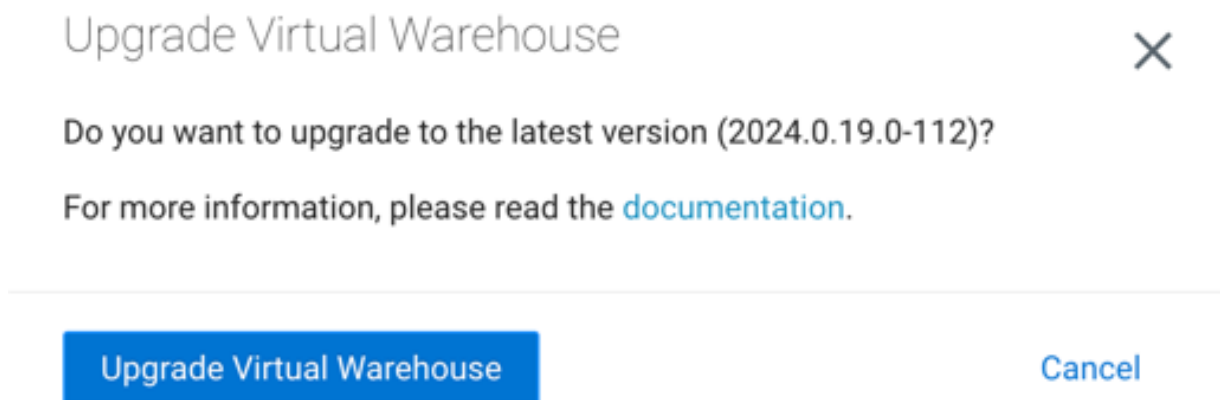 Upgrade Virtual Warehouse
Do you want to upgrade to the latest version (2024.0.19.0-112)?
For more information, please read the documentation.
Upgrade Virtual Warehouse
Cancel